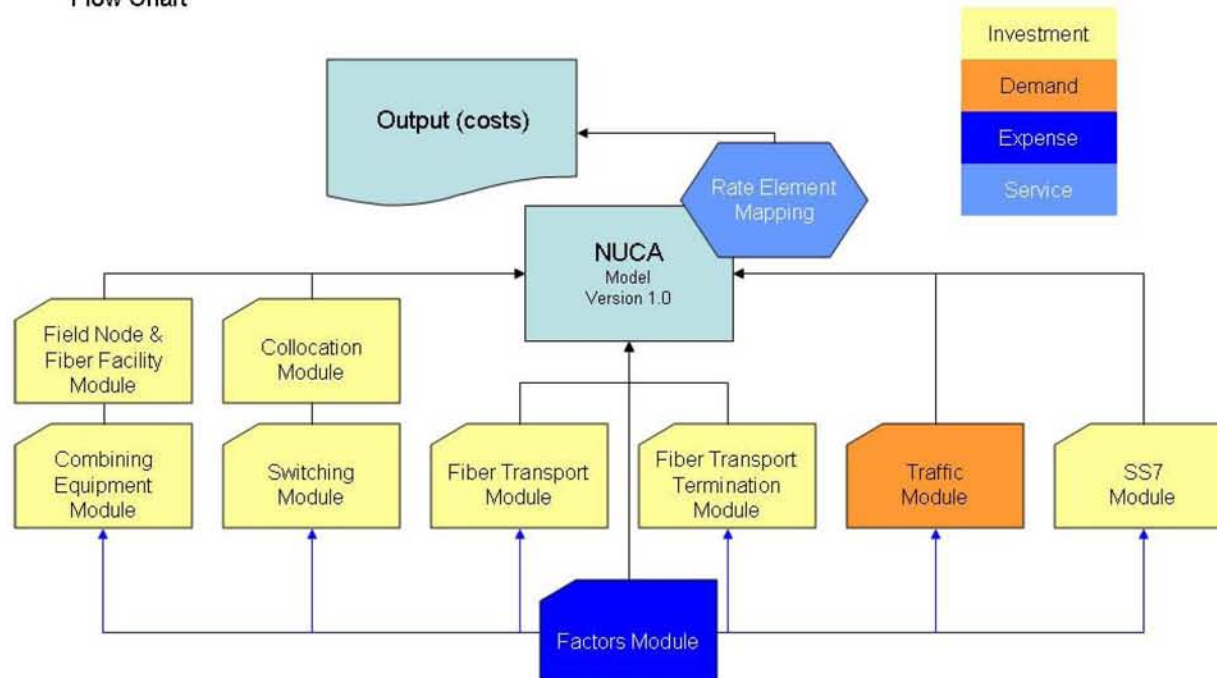 Flow Chart
Investment
Demand
Expense
Service
Output (costs)
Rate Element
Mapping
NUCA
Model
Version 1.0
Field Node &
Fiber Facility
Module
Collocation
Module
Combining
Equipment
Module
Switching
Module
Fiber Transport
Module
Fiber Transport
Termination
Module
Traffic
Module
SS7
Module
Factors Module